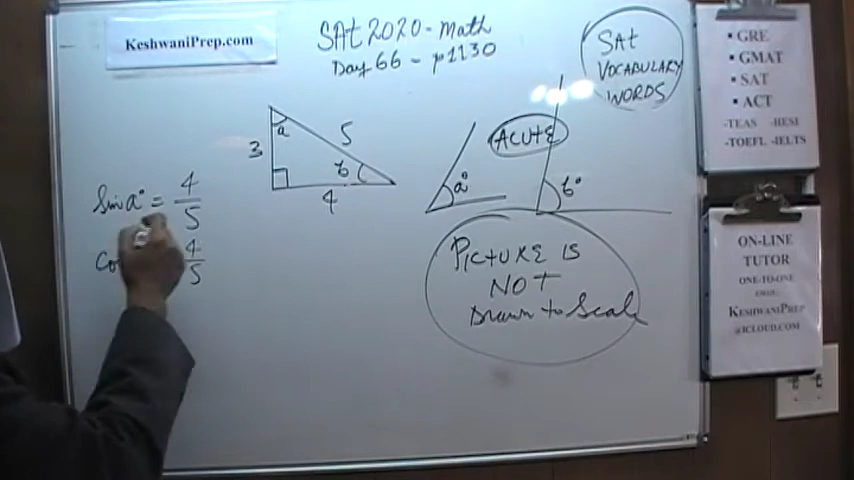 KeshwaniPrep.com
SAt 2020 - Math
Day 66 - p1130
SAt
VOCABULARY
WORDS
a
3
5
b
4
ACUTE
a°
b°
Sin a° = 4/5
Co
4/5
PICtURE IS
NOT
Drawn to Scale
▪ GRE
▪ GMAT
▪ SAT
▪ ACT
-TEAS -HESI
-TOEFL -IELTS
ON-LINE
TUTOR
ONE-TO-ONE
KESHWANIPREP
@ICLOUD.COM